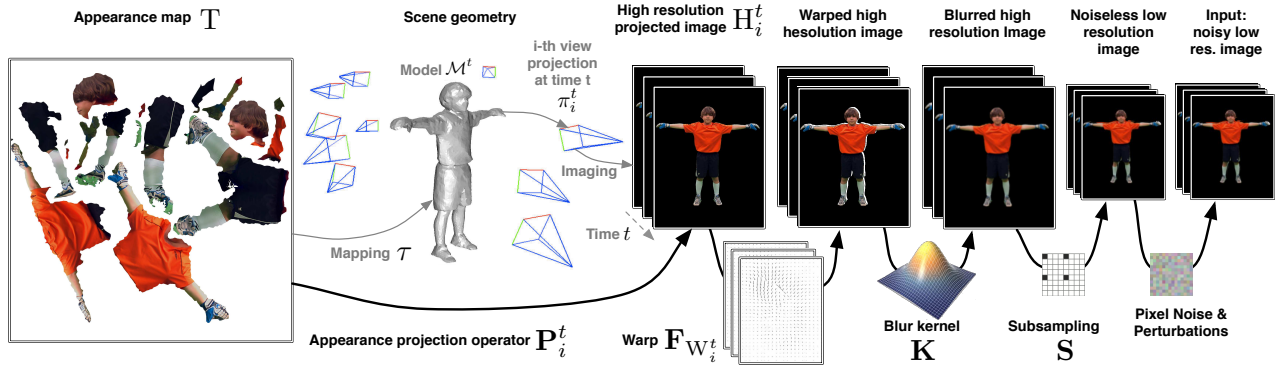 Appearance map T
Scene geometry
High resolution
projected image H_i^t
Warped high
hesolution image
Blurred high
resolution Image
Noiseless low
resolution
image
Input:
noisy low
res. image
Model M^t
i-th view
projection
at time t
π_i^t
Imaging
Time t
Mapping τ
Appearance projection operator P_i^t
Warp F_{W_i^t}
Blur kernel
K
Subsampling
S
Pixel Noise &
Perturbations